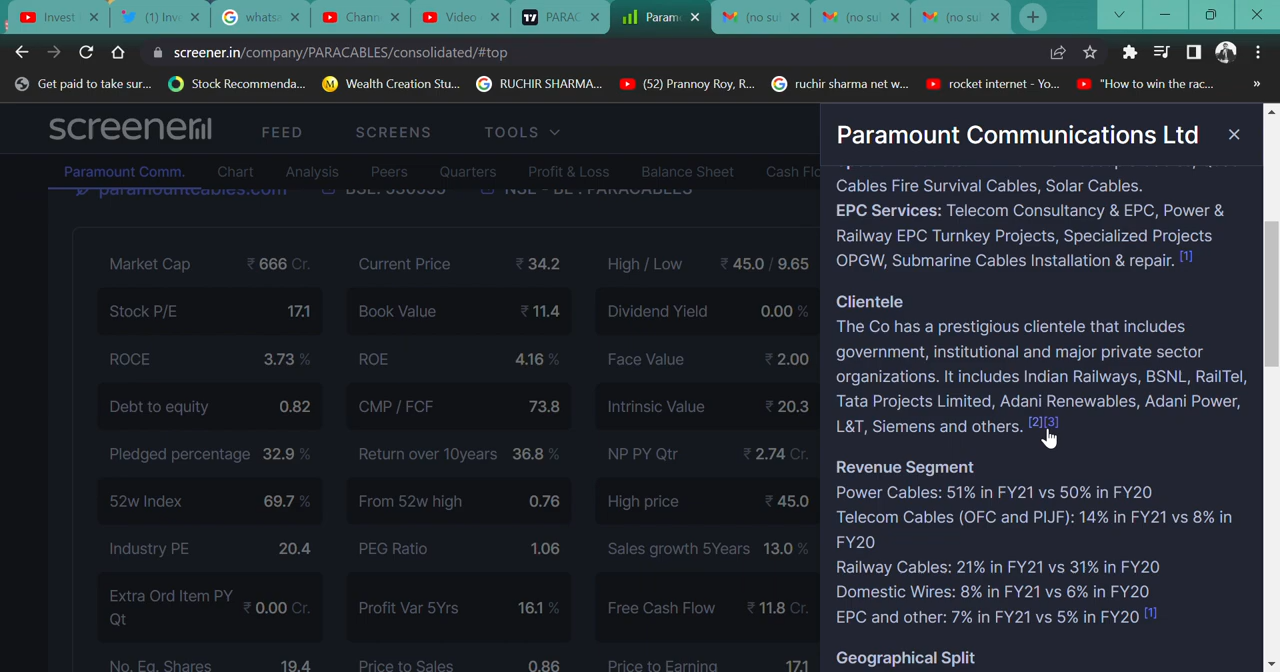 Invest
(1) Inv
whats
Chann
Video
PARAC
Param
(no su
(no su
(no su
screener.in/company/PARACABLES/consolidated/#top
Get paid to take sur...
Stock Recommenda...
Wealth Creation Stu...
RUCHIR SHARMA...
(52) Prannoy Roy, R...
ruchir sharma net w...
rocket internet - Yo...
"How to win the rac...
»
screener
FEED
SCREENS
TOOLS
Paramount Comm.
Chart
Analysis
Peers
Quarters
Profit & Loss
Balance Sheet
Cash Flo
paramountcables.com
BSE: 530555
NSE - BE : PARACABLES
Market Cap ₹ 666 Cr.
Current Price ₹ 34.2
High / Low ₹ 45.0 / 9.65
Stock P/E 17.1
Book Value ₹ 11.4
Dividend Yield 0.00 %
ROCE 3.73 %
ROE 4.16 %
Face Value ₹ 2.00
Debt to equity 0.82
CMP / FCF 73.8
Intrinsic Value ₹ 20.3
Pledged percentage 32.9 %
Return over 10years 36.8 %
NP PY Qtr ₹ 2.74 Cr.
52w Index 69.7 %
From 52w high 0.76
High price ₹ 45.0
Industry PE 20.4
PEG Ratio 1.06
Sales growth 5Years 13.0 %
Extra Ord Item PY
Qt
₹ 0.00 Cr.
Profit Var 5Yrs 16.1 %
Free Cash Flow ₹ 11.8 Cr.
No. Eq. Shares 19.4
Price to Sales 0.86
Price to Earning 17.1
Paramount Communications Ltd
Cables Fire Survival Cables, Solar Cables.
EPC Services: Telecom Consultancy & EPC, Power &
Railway EPC Turnkey Projects, Specialized Projects
OPGW, Submarine Cables Installation & repair. [1]
Clientele
The Co has a prestigious clientele that includes
government, institutional and major private sector
organizations. It includes Indian Railways, BSNL, RailTel,
Tata Projects Limited, Adani Renewables, Adani Power,
L&T, Siemens and others. [2][3]
Revenue Segment
Power Cables: 51% in FY21 vs 50% in FY20
Telecom Cables (OFC and PIJF): 14% in FY21 vs 8% in
FY20
Railway Cables: 21% in FY21 vs 31% in FY20
Domestic Wires: 8% in FY21 vs 6% in FY20
EPC and other: 7% in FY21 vs 5% in FY20 [1]
Geographical Split